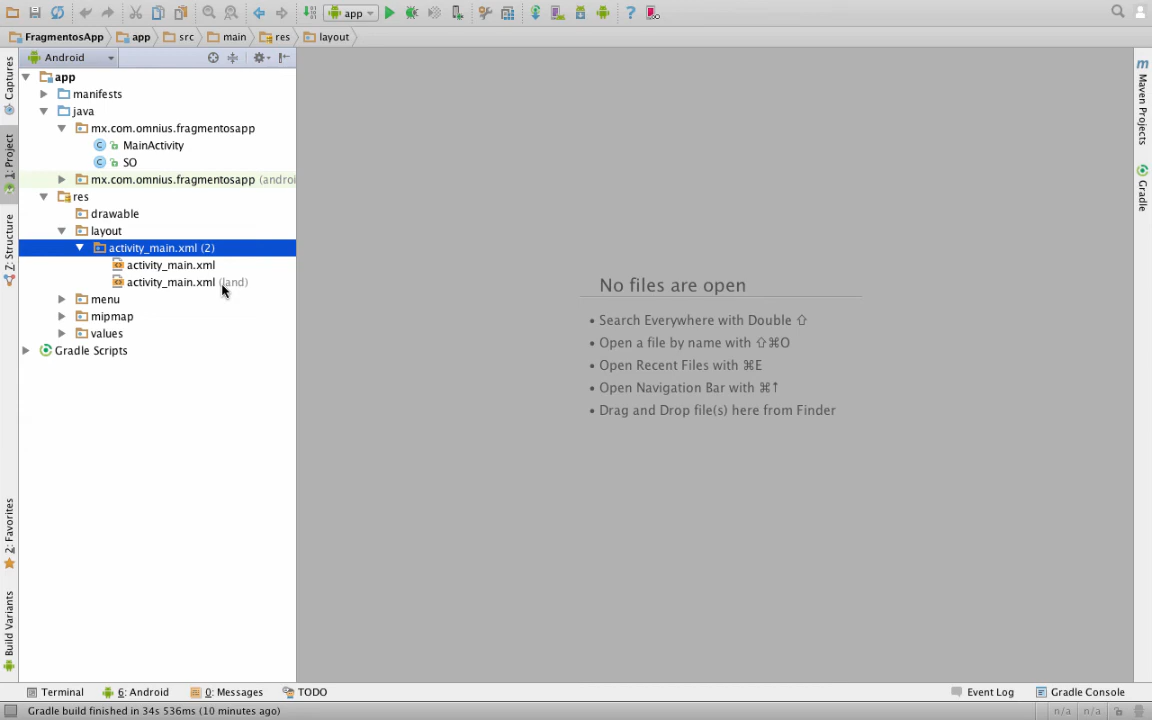 app
FragmentosApp app src main res layout
Android
Captures
1: Project
Z: Structure
2: Favorites
Build Variants
app
manifests
java
mx.com.omnius.fragmentosapp
MainActivity
SO
mx.com.omnius.fragmentosapp (androi
res
drawable
layout
activity_main.xml (2)
activity_main.xml
activity_main.xml (land)
menu
mipmap
values
Gradle Scripts
No files are open
• Search Everywhere with Double ⇧
• Open a file by name with ⇧⌘O
• Open Recent Files with ⌘E
• Open Navigation Bar with ⌘↑
• Drag and Drop file(s) here from Finder
m
Maven Projects
Gradle
Terminal 6: Android 0: Messages TODO Event Log Gradle Console
Gradle build finished in 34s 536ms (10 minutes ago) n/a n/a